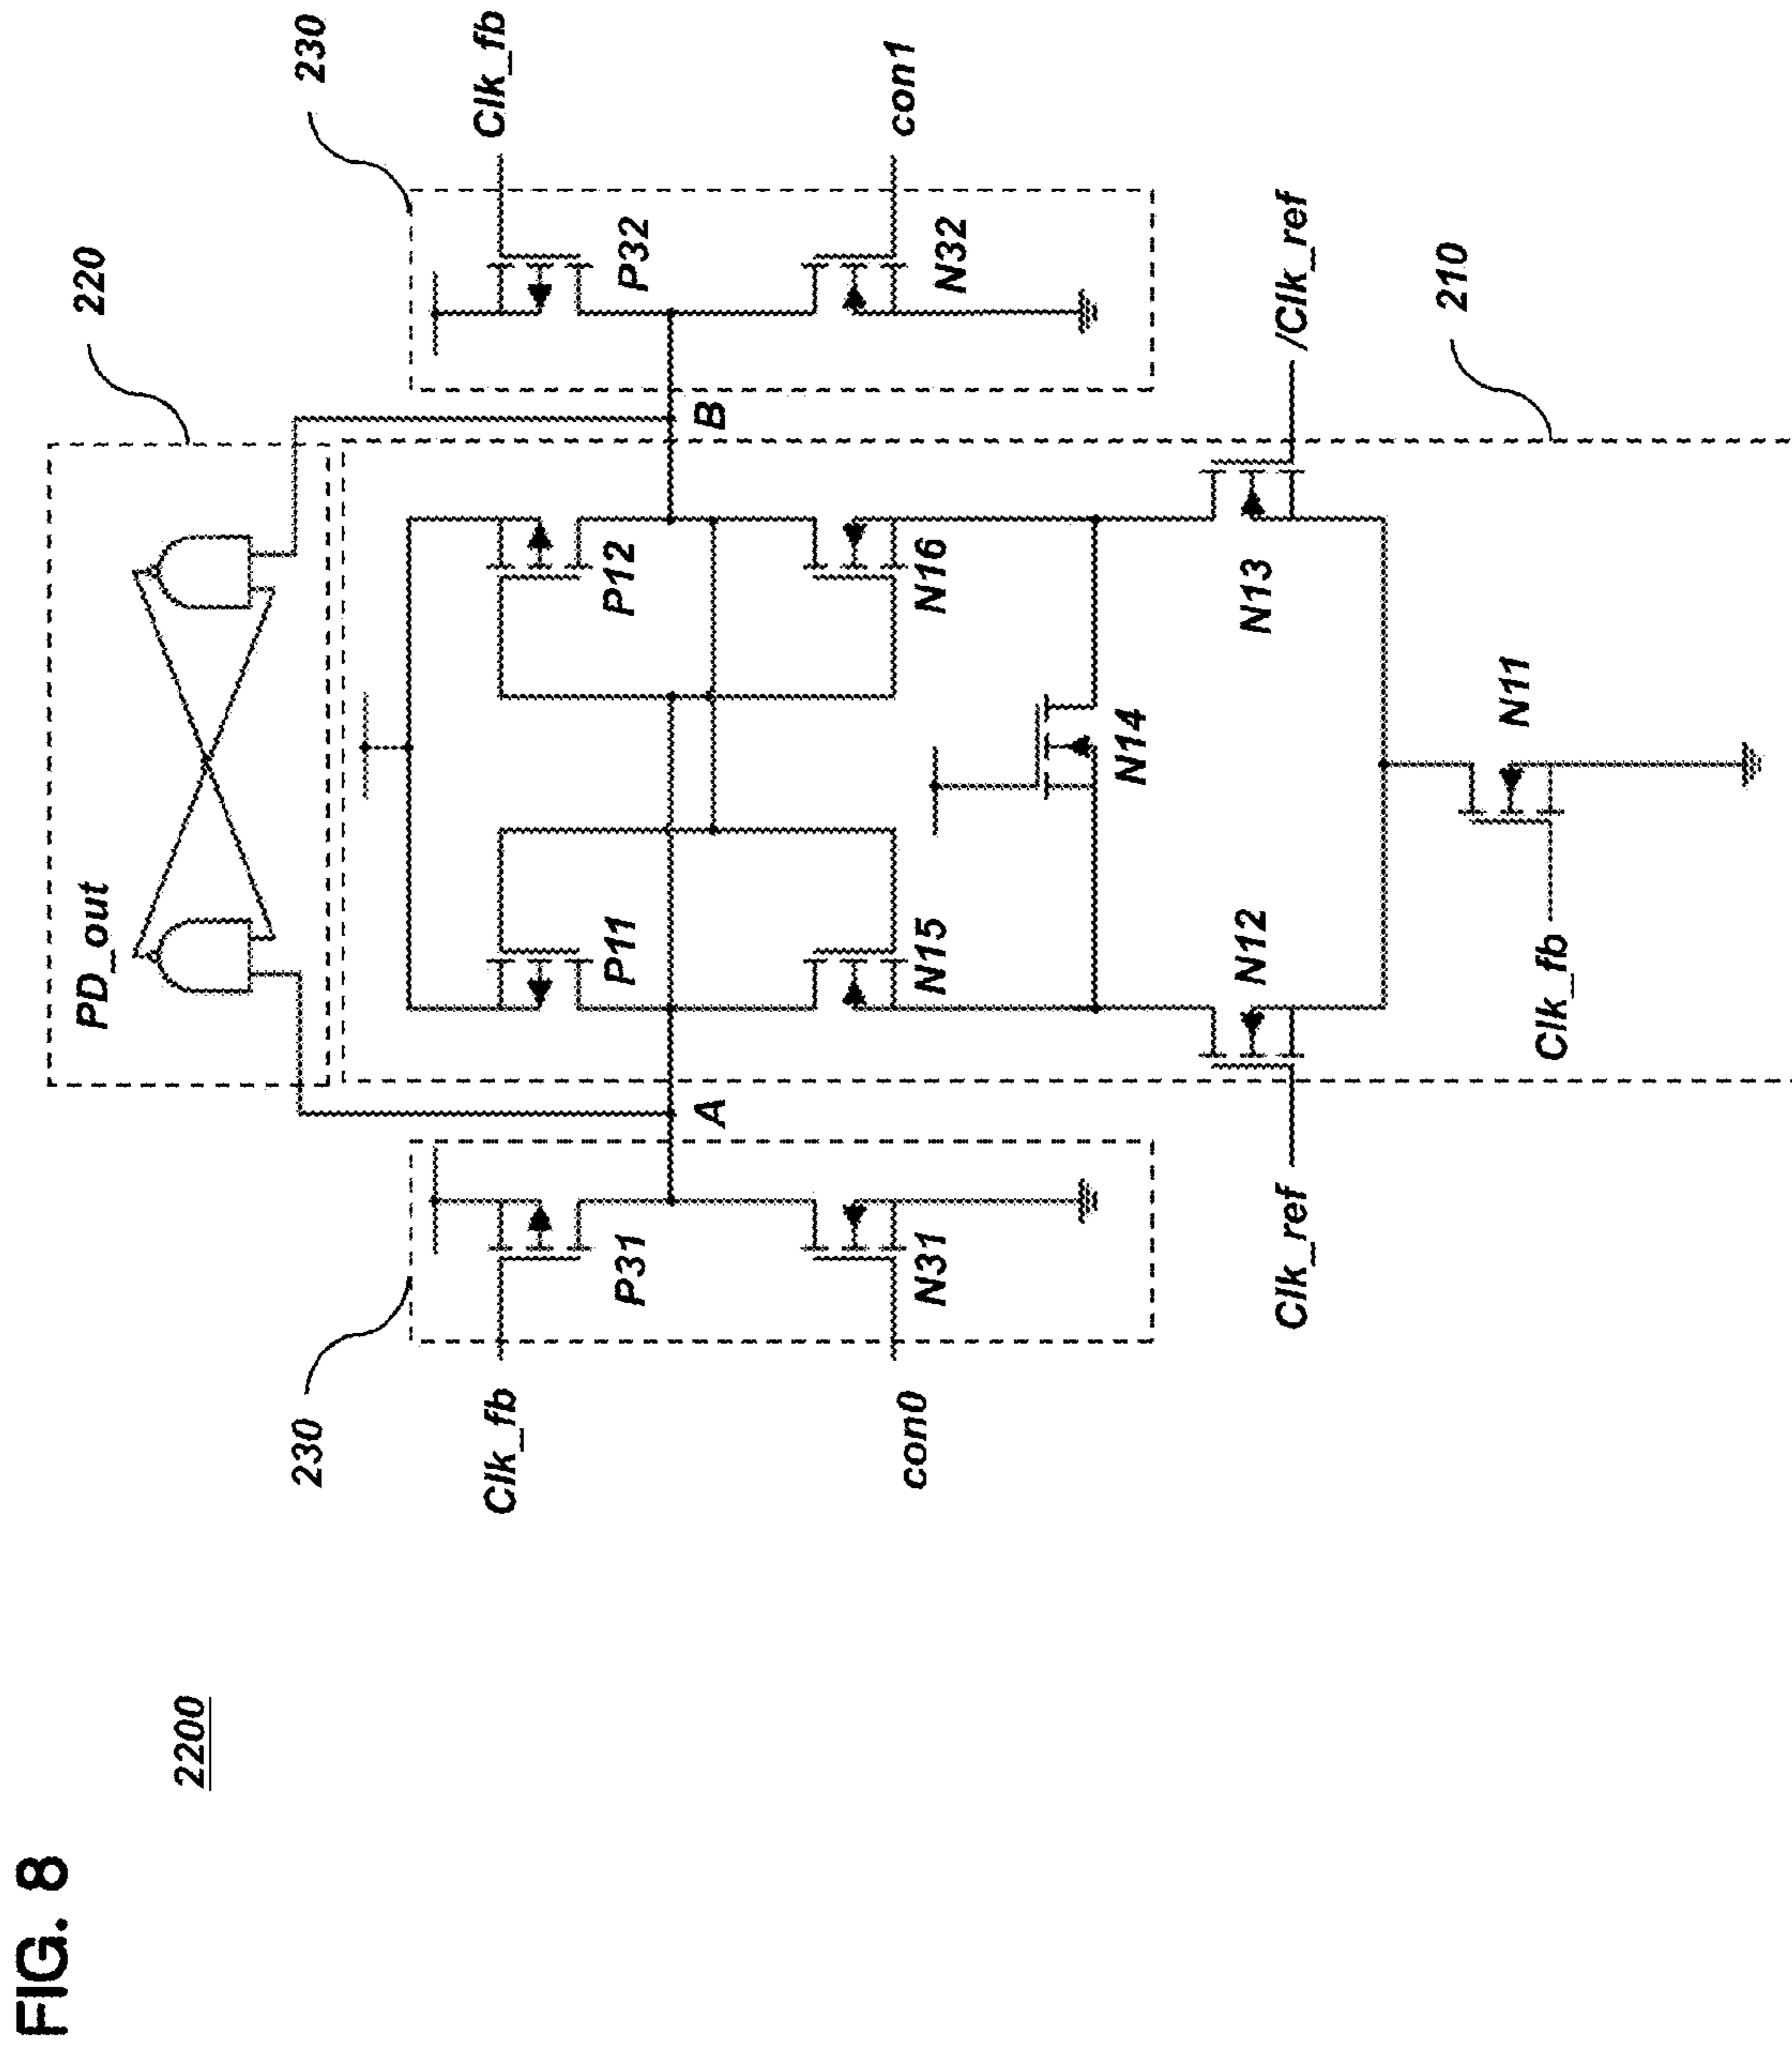 FIG. 8
2200
220
PD_out
230
230
Clk_fb
Clk_fb
P31
P11
P12
P32
A
B
con0
con1
N31
N15
N16
N32
N14
Clk_ref
/Clk_ref
N12
N13
210
N11
Clk_fb